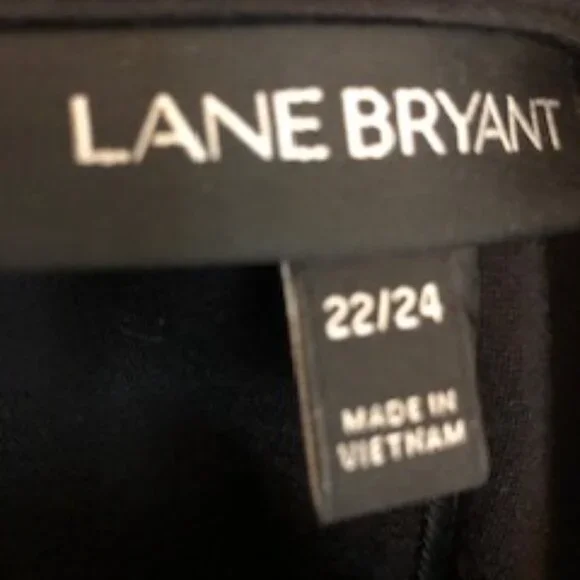 LANE BRYANT
22/24
MADE IN
VIETNAM